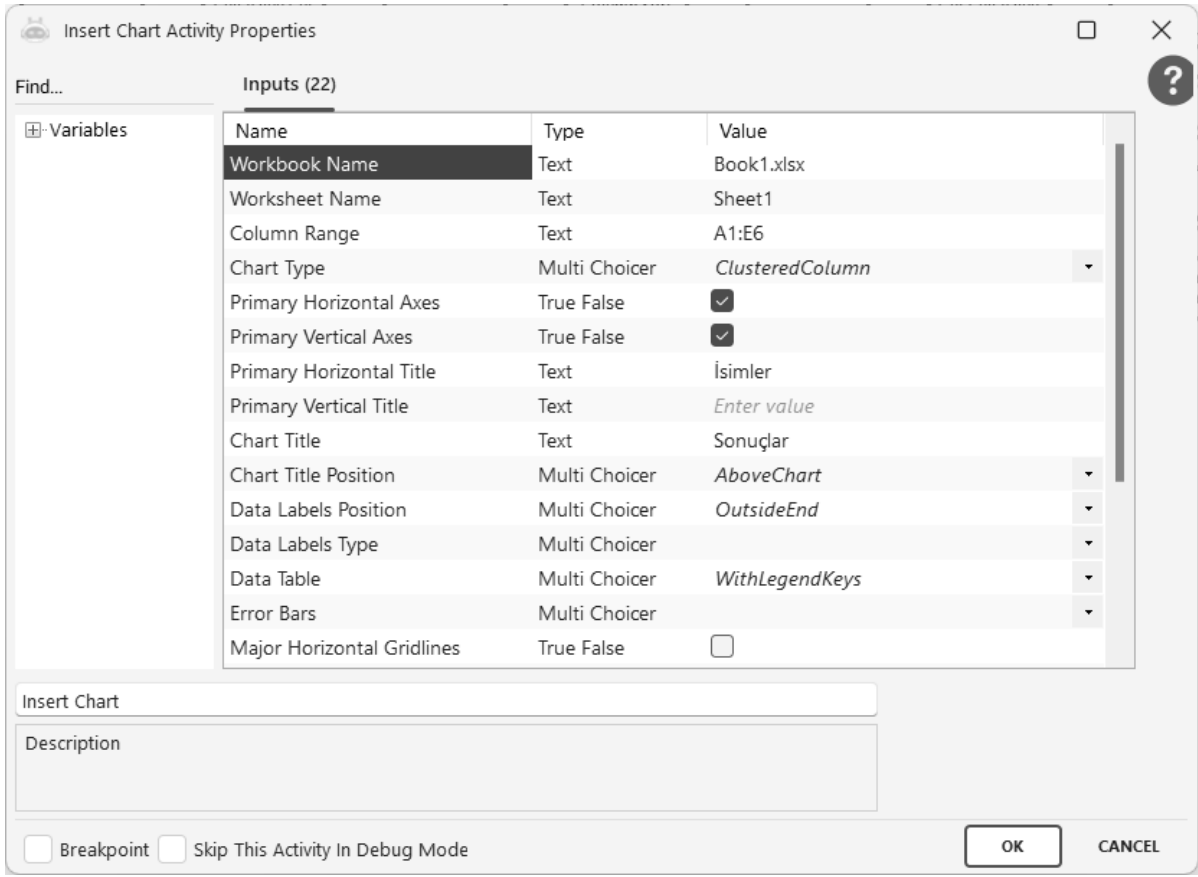 Insert Chart Activity Properties
Find...
Inputs (22)
?
Variables
Name Type Value
Workbook Name Text Book1.xlsx
Worksheet Name Text Sheet1
Column Range Text A1:E6
Chart Type Multi Choicer ClusteredColumn
Primary Horizontal Axes True False
Primary Vertical Axes True False
Primary Horizontal Title Text İsimler
Primary Vertical Title Text Enter value
Chart Title Text Sonuçlar
Chart Title Position Multi Choicer AboveChart
Data Labels Position Multi Choicer OutsideEnd
Data Labels Type Multi Choicer
Data Table Multi Choicer WithLegendKeys
Error Bars Multi Choicer
Major Horizontal Gridlines True False
Insert Chart
Description
Breakpoint Skip This Activity In Debug Mode OK CANCEL